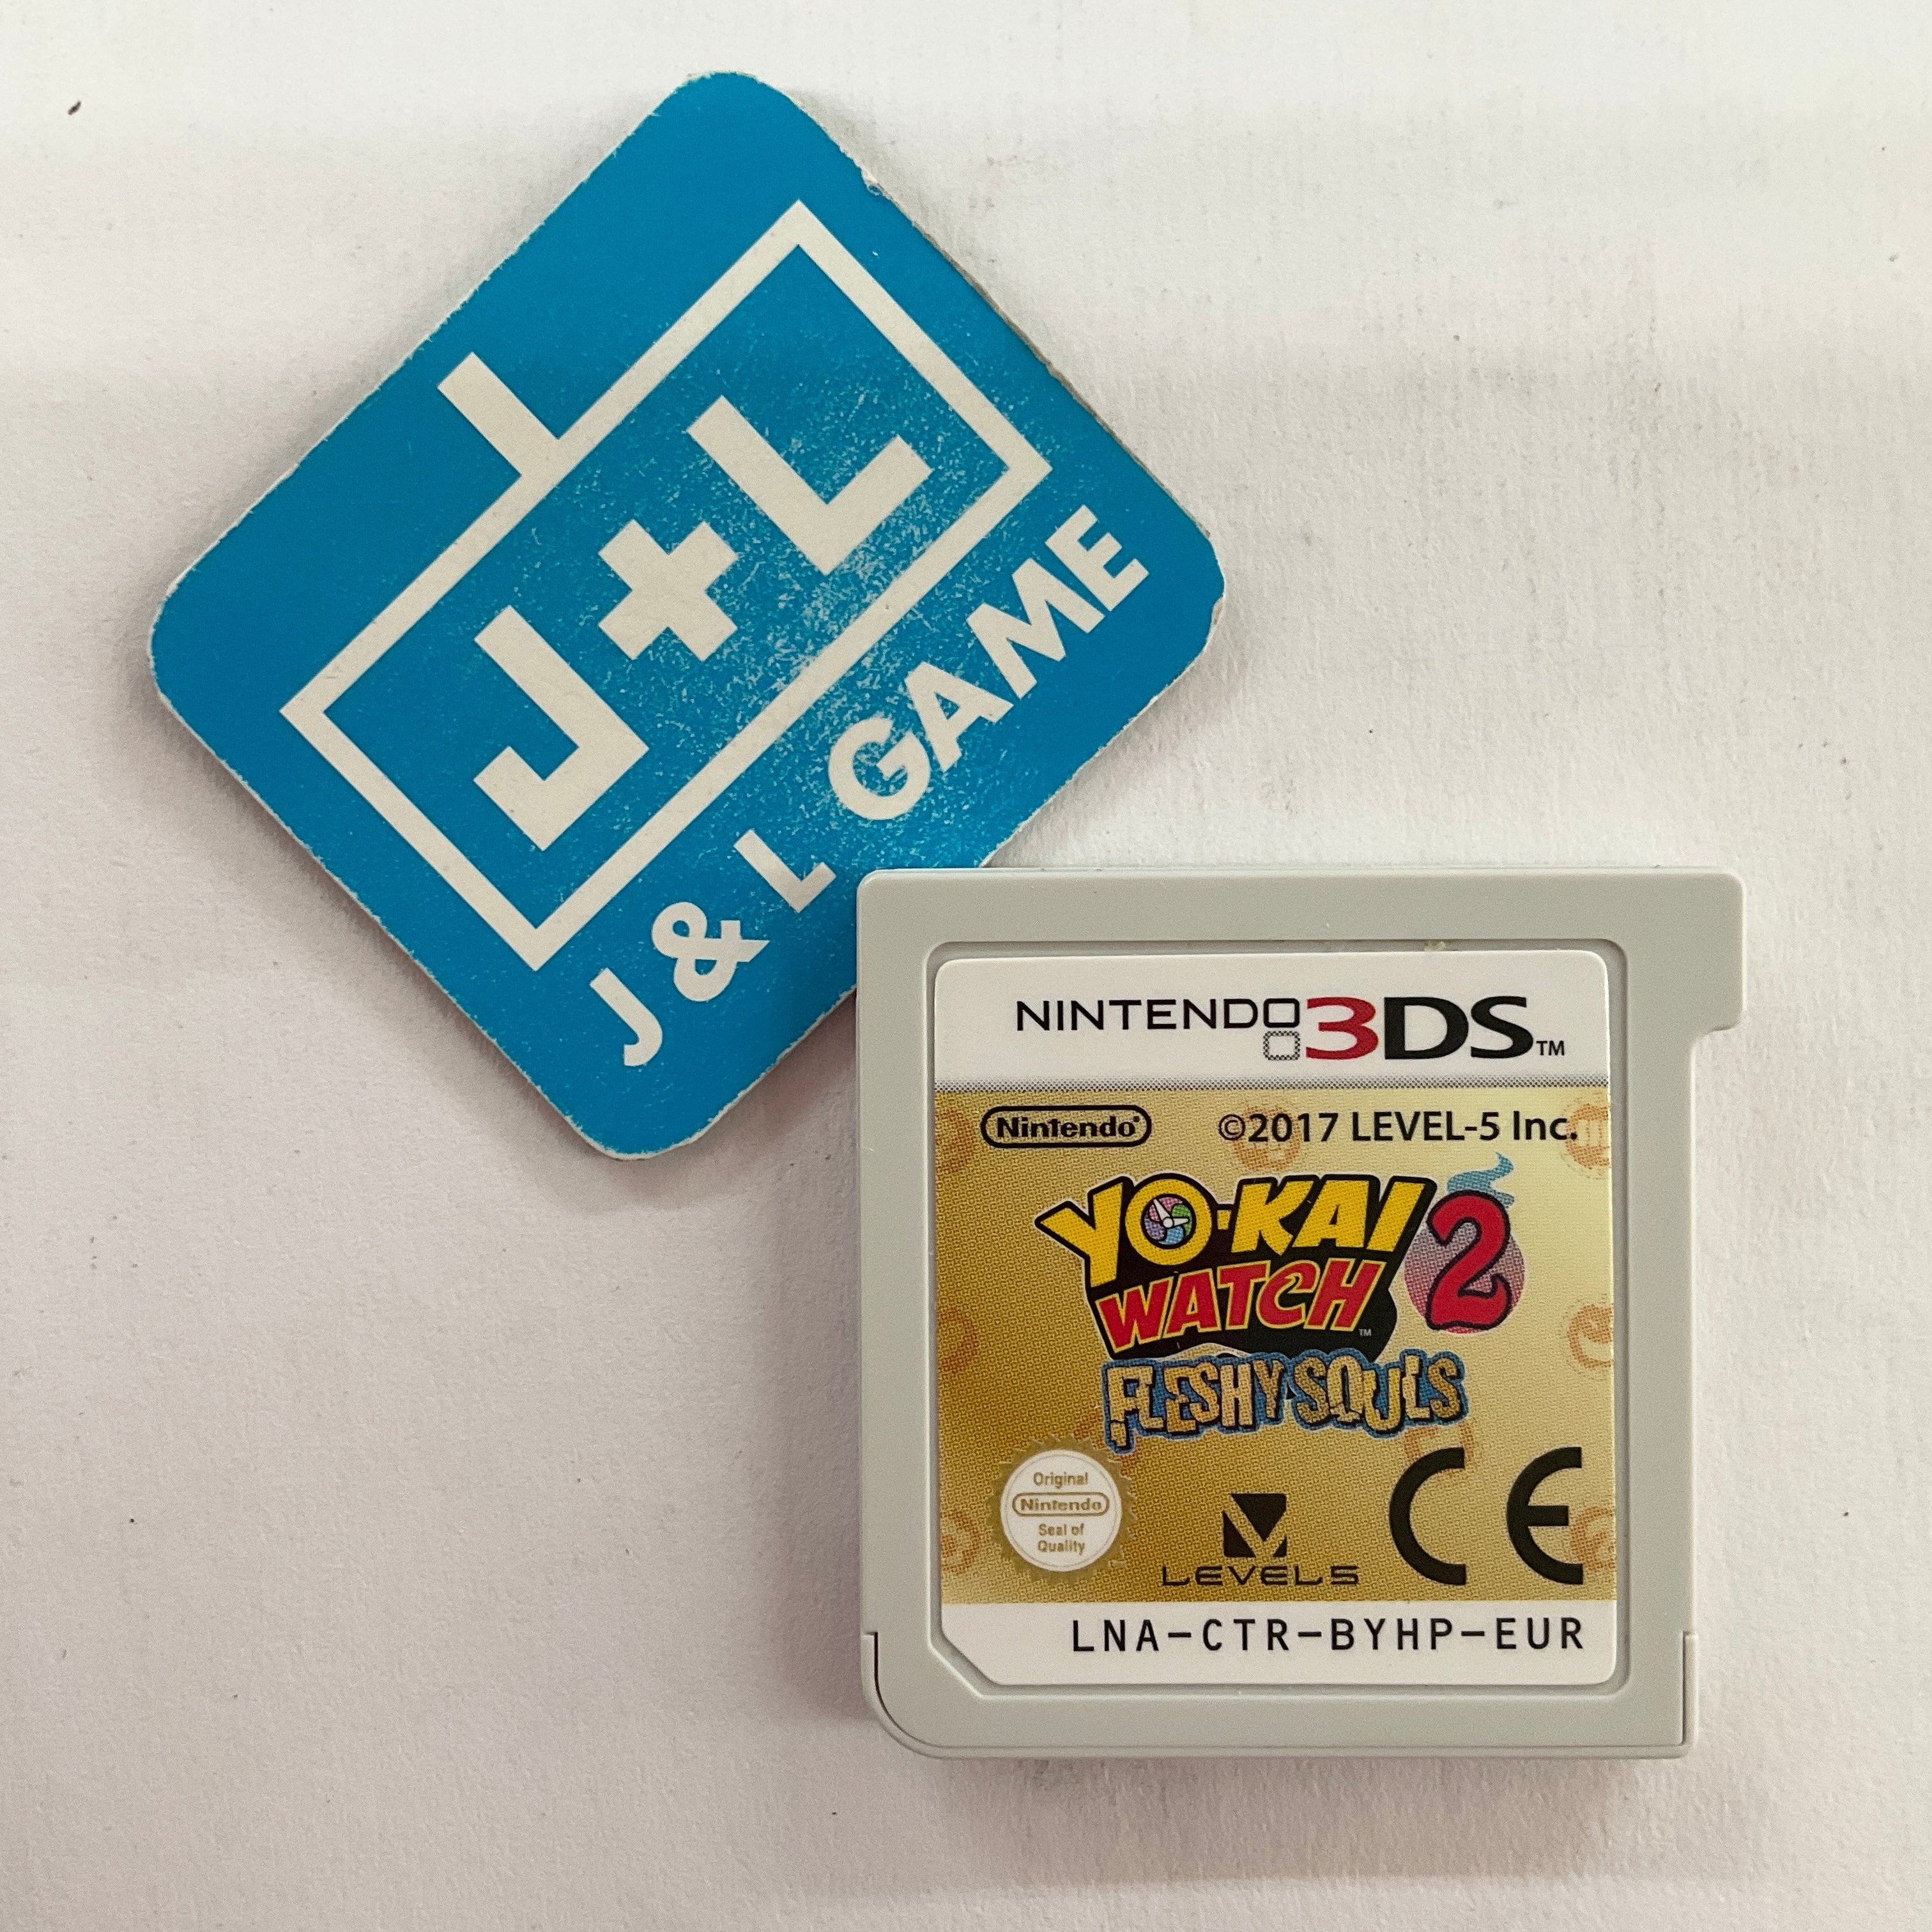 J+L
J & L GAME
NINTENDO 3DS™
Nintendo®
©2017 LEVEL-5 Inc.
YO-KAI
WATCH™ 2
FLESHY SOULS
Original
Nintendo
Seal of
Quality
LEVEL5
CE
LNA-CTR-BYHP-EUR